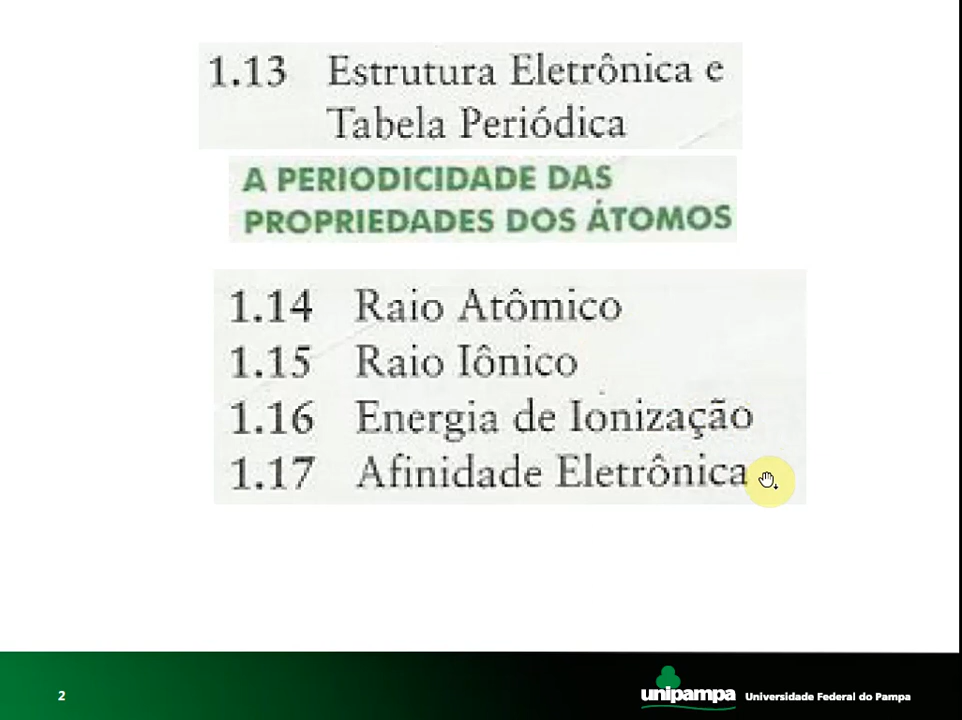 1.13 Estrutura Eletrônica e
Tabela Periódica
A PERIODICIDADE DAS
PROPRIEDADES DOS ÁTOMOS
1.14 Raio Atômico
1.15 Raio Iônico
1.16 Energia de Ionização
1.17 Afinidade Eletrônica
2
unipampa Universidade Federal do Pampa